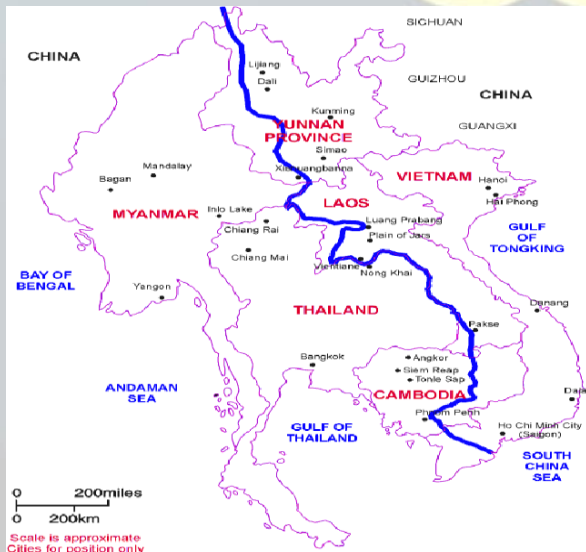 SICHUAN
CHINA
Lijiang
Dali
GUIZHOU
CHINA
Kunming
YUNNAN
PROVINCE
GUANGXI
Simao
Xishuangbanna
Mandalay
Bagan
VIETNAM
Hanoi
Hai Phong
LAOS
MYANMAR
Inlo Lake
Chiang Rai
Luang Prabang
Plain of Jars
GULF
OF
TONGKING
Chiang Mai
Vientiane
Nong Khai
BAY OF
BENGAL
Yangon
THAILAND
Danang
Pakse
Bangkok
Angkor
Siem Reap
Tonle Sap
ANDAMAN
SEA
CAMBODIA
Phnom Penh
GULF OF
THAILAND
Ho Chi Minh City
(Saigon)
SOUTH
CHINA
SEA
0 200miles
0 200km
Scale is approximate
Cities for position only